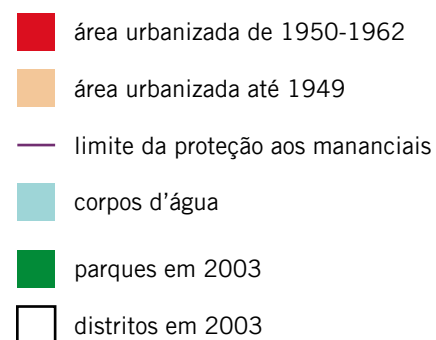 área urbanizada de 1950-1962
área urbanizada até 1949
limite da proteção aos mananciais
corpos d’água
parques em 2003
distritos em 2003